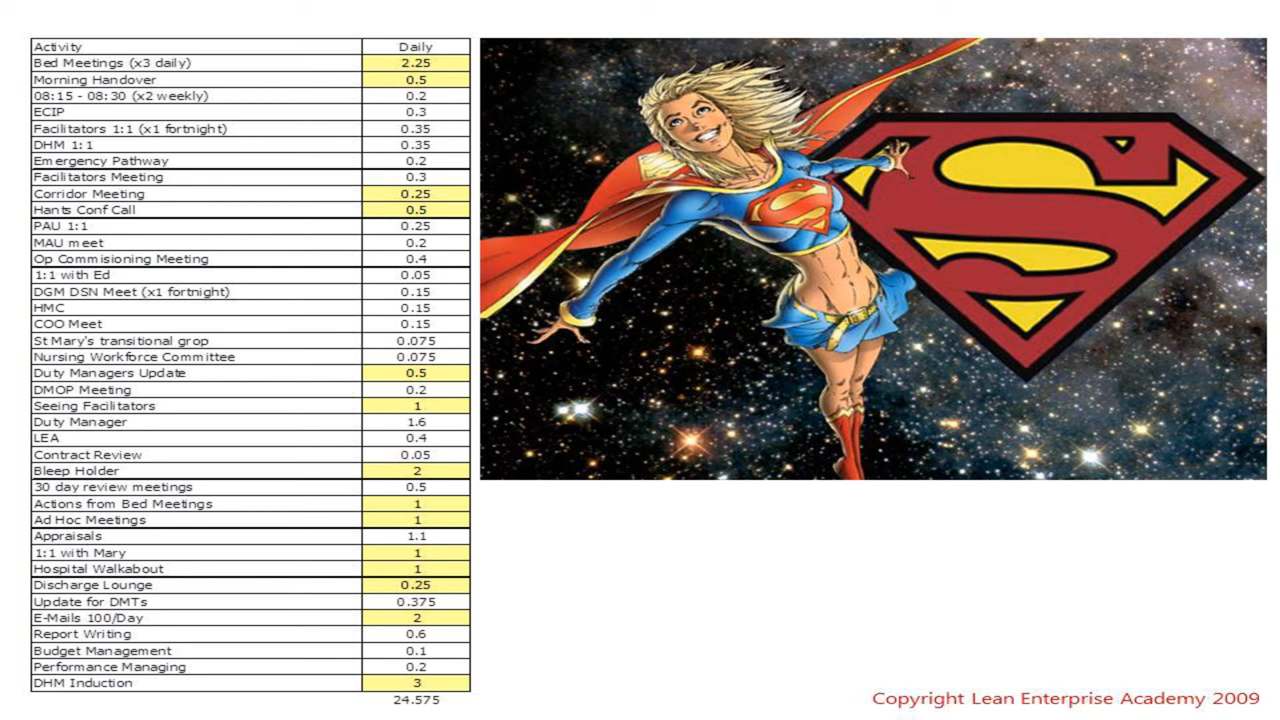 Activity Daily
Bed Meetings (x3 daily) 2.25
Morning Handover 0.5
08:15 - 08:30 (x2 weekly) 0.2
ECIP 0.3
Facilitators 1:1 (x1 fortnight) 0.35
DHM 1:1 0.35
Emergency Pathway 0.2
Facilitators Meeting 0.3
Corridor Meeting 0.25
Hants Conf Call 0.5
PAU 1:1 0.25
MAU meet 0.2
Op Commisioning Meeting 0.4
1:1 with Ed 0.05
DGM DSN Meet (x1 fortnight) 0.15
HMC 0.15
COO Meet 0.15
St Mary's transitional grop 0.075
Nursing Workforce Committee 0.075
Duty Managers Update 0.5
DMOP Meeting 0.2
Seeing Facilitators 1
Duty Manager 1.6
LEA 0.4
Contract Review 0.05
Bleep Holder 2
30 day review meetings 0.5
Actions from Bed Meetings 1
Ad Hoc Meetings 1
Appraisals 1.1
1:1 with Mary 1
Hospital Walkabout 1
Discharge Lounge 0.25
Update for DMTs 0.375
E-Mails 100/Day 2
Report Writing 0.6
Budget Management 0.1
Performance Managing 0.2
DHM Induction 3
24.575
S
S
Copyright Lean Enterprise Academy 2009